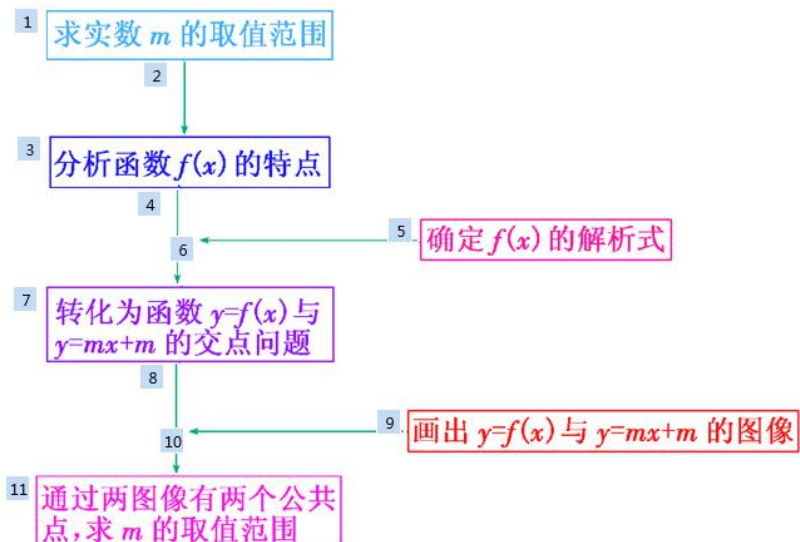 1
求实数 m 的取值范围
2
3
分析函数 f(x) 的特点
4
5
确定 f(x) 的解析式
6
7
转化为函数 y=f(x) 与
y=mx+m 的交点问题
8
9
画出 y=f(x) 与 y=mx+m 的图像
10
11
通过两图像有两个公共
点,求 m 的取值范围